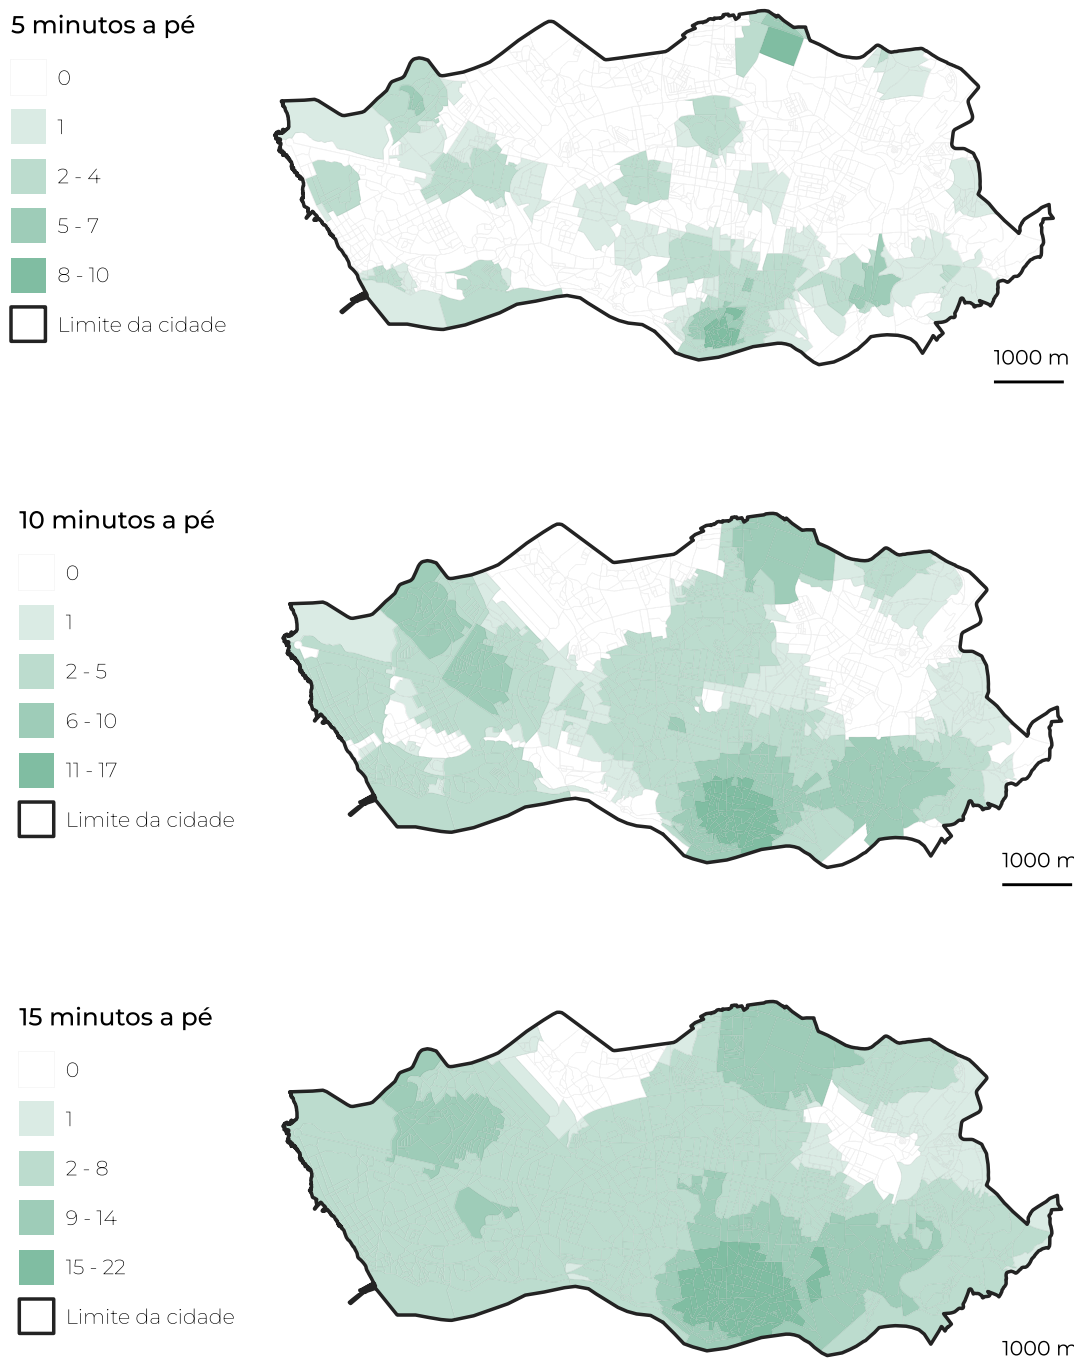 5 minutos a pé
0
1
2 - 4
5 - 7
8 - 10
Limite da cidade
1000 m
10 minutos a pé
0
1
2 - 5
6 - 10
11 - 17
Limite da cidade
1000 m
15 minutos a pé
0
1
2 - 8
9 - 14
15 - 22
Limite da cidade
1000 m